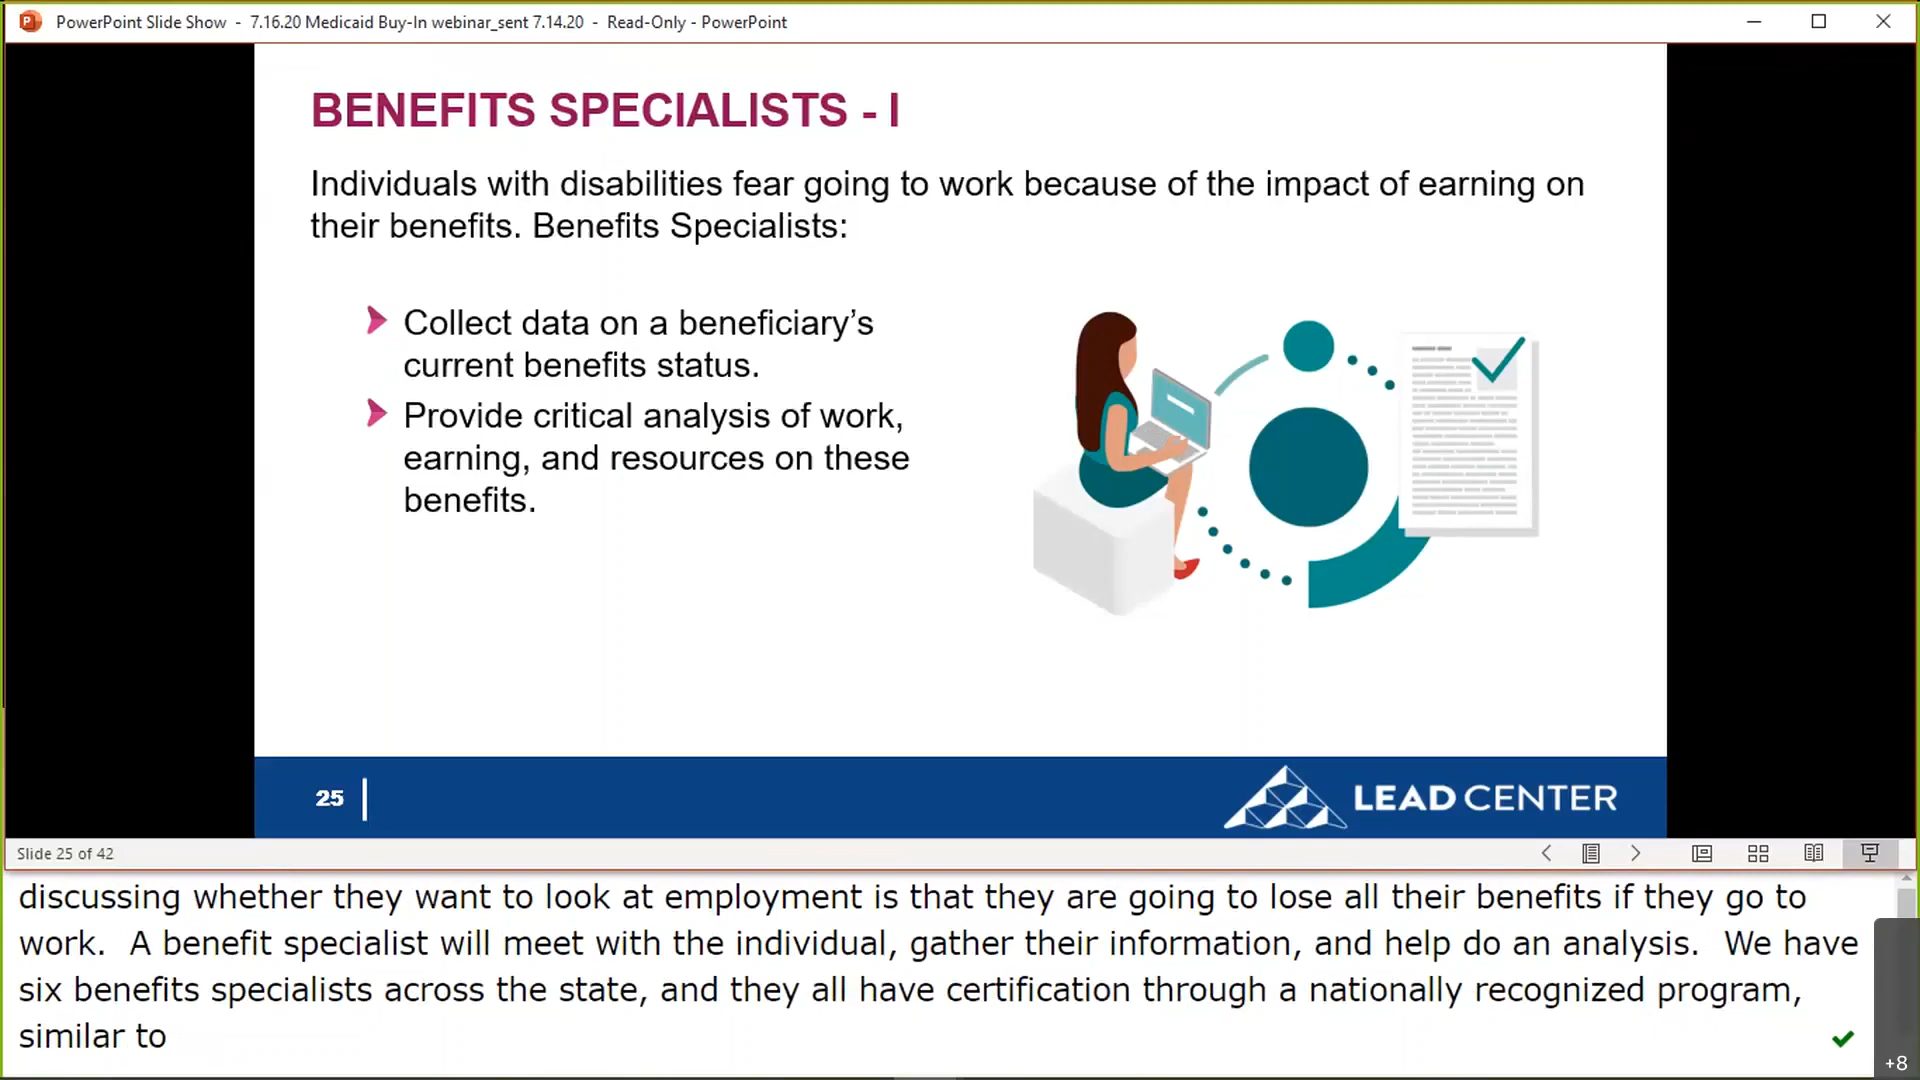 PowerPoint Slide Show - 7.16.20 Medicaid Buy-In webinar_sent 7.14.20 - Read-Only - PowerPoint
BENEFITS SPECIALISTS - I
Individuals with disabilities fear going to work because of the impact of earning on
their benefits. Benefits Specialists:
Collect data on a beneficiary’s
current benefits status.
Provide critical analysis of work,
earning, and resources on these
benefits.
25
LEAD CENTER
Slide 25 of 42
discussing whether they want to look at employment is that they are going to lose all their benefits if they go to
work. A benefit specialist will meet with the individual, gather their information, and help do an analysis. We have
six benefits specialists across the state, and they all have certification through a nationally recognized program,
similar to
+8